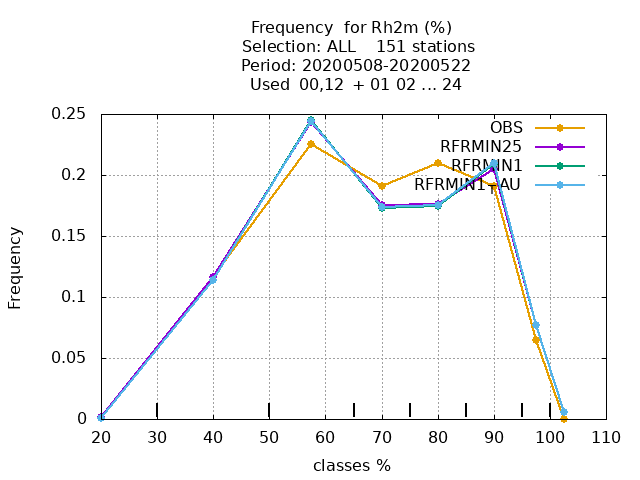 Frequency  for Rh2m (%)
Selection: ALL    151 stations
Period: 20200508-20200522
Used  00,12  + 01 02 ... 24
0.25
0.2
0.15
0.1
0.05
0
Frequency
OBS
RFRMIN25
RFRMIN1
RFRMIN1TAU
20 30 40 50 60 70 80 90 100 110
classes %